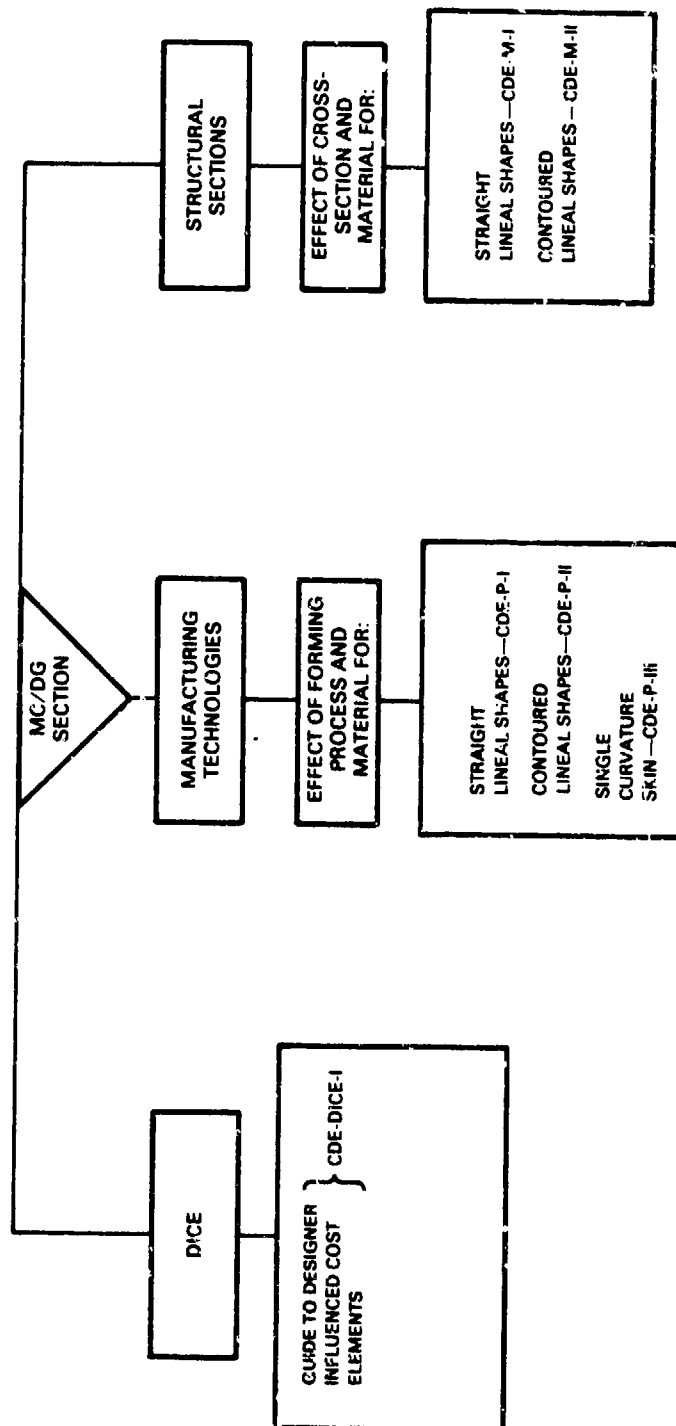 MC/DG
SECTION
DICE
GUIDE TO DESIGNER
INFLUENCED COST
ELEMENTS
CDE-DICE-I
MANUFACTURING
TECHNOLOGIES
EFFECT OF FORMING
PROCESS AND
MATERIAL FOR:
STRAIGHT
LINEAL SHAPES—CDE-P-I
CONTOURED
LINEAL SHAPES—CDE-P-II
SINGLE
CURVATURE
SKIN—CDE-P-III
STRUCTURAL
SECTIONS
EFFECT OF CROSS-
SECTION AND
MATERIAL FOR:
STRAIGHT
LINEAL SHAPES—CDE-M-I
CONTOURED
LINEAL SHAPES—CDE-M-II